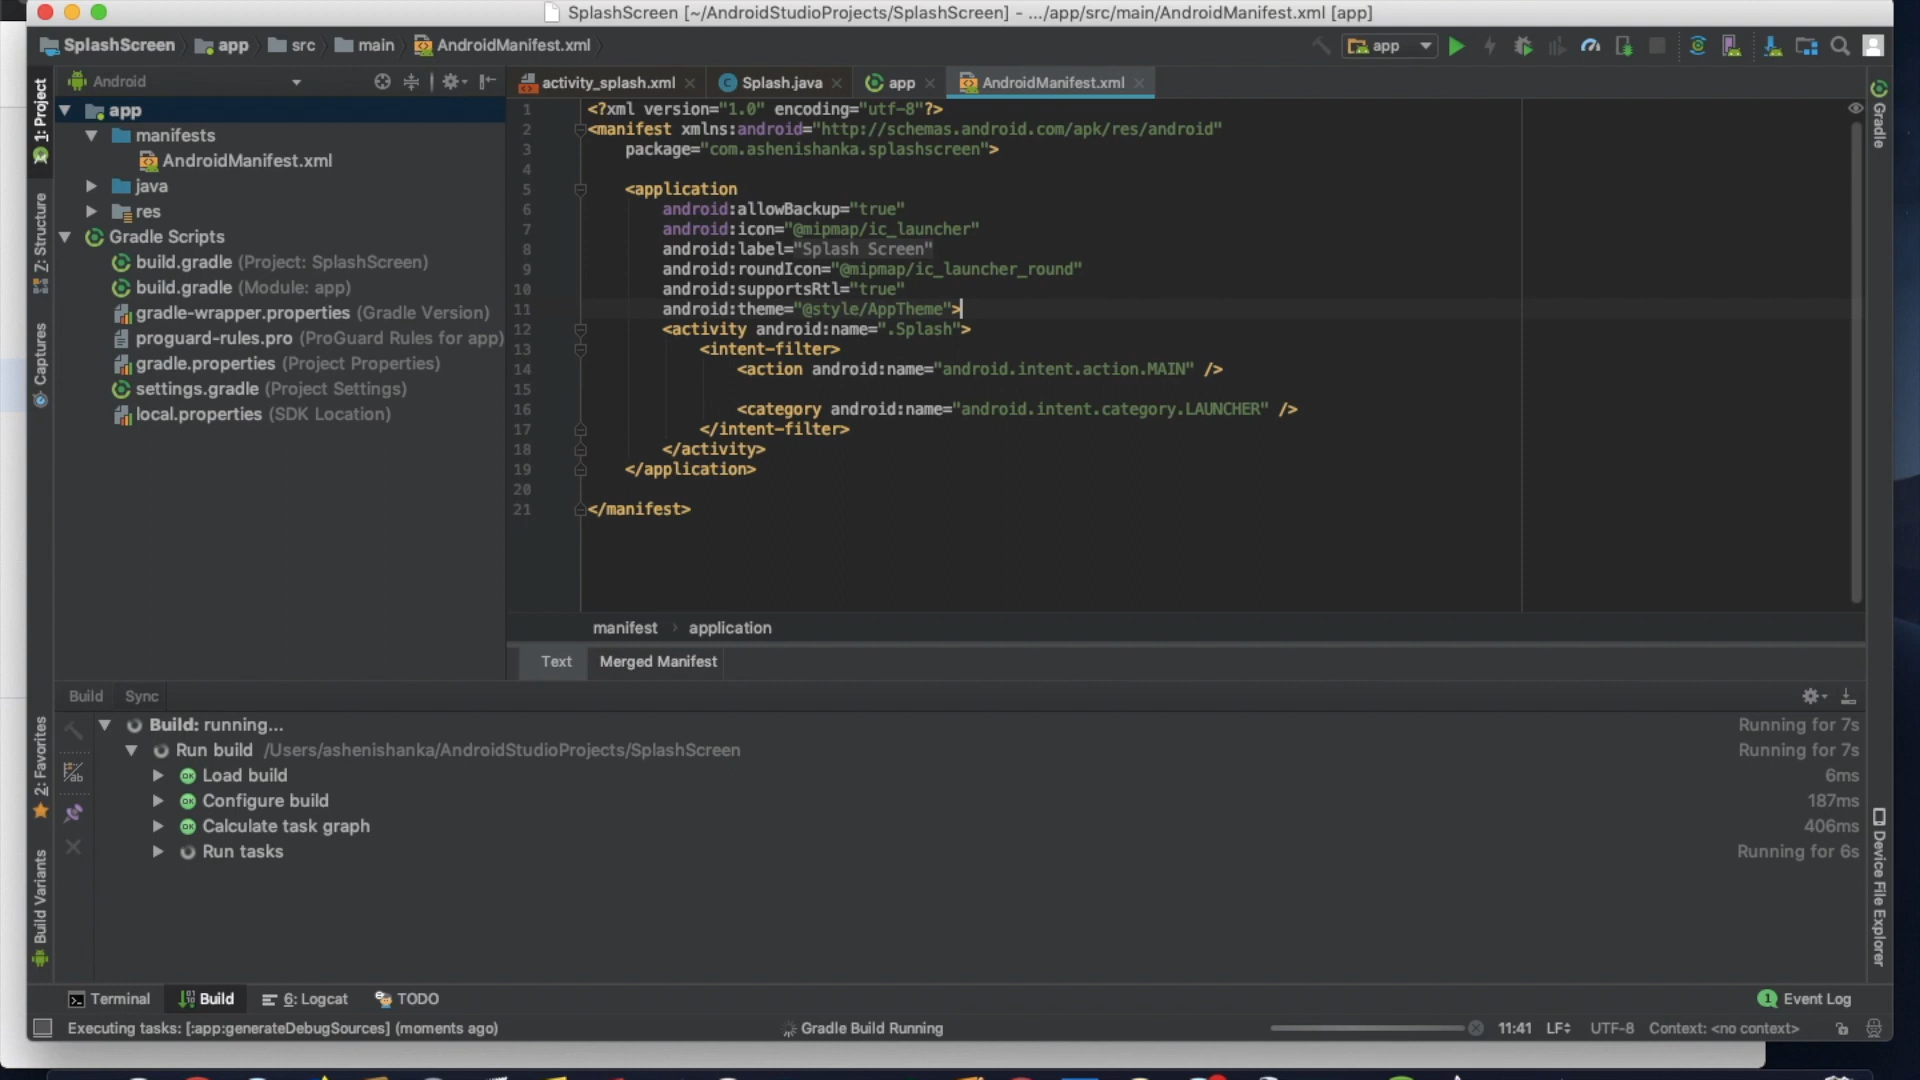 SplashScreen [~/AndroidStudioProjects/SplashScreen] - .../app/src/main/AndroidManifest.xml [app]
SplashScreen app src main AndroidManifest.xml app
Android
activity_splash.xml Splash.java app AndroidManifest.xml
1: Project
Z: Structure
Captures
2: Favorites
Build Variants
app
manifests
AndroidManifest.xml
java
res
Gradle Scripts
build.gradle (Project: SplashScreen)
build.gradle (Module: app)
gradle-wrapper.properties (Gradle Version)
proguard-rules.pro (ProGuard Rules for app)
gradle.properties (Project Properties)
settings.gradle (Project Settings)
local.properties (SDK Location)
1 <?xml version="1.0" encoding="utf-8"?>
2 <manifest xmlns:android="http://schemas.android.com/apk/res/android"
3 package="com.ashenishanka.splashscreen">
4
5 <application
6 android:allowBackup="true"
7 android:icon="@mipmap/ic_launcher"
8 android:label="Splash Screen"
9 android:roundIcon="@mipmap/ic_launcher_round"
10 android:supportsRtl="true"
11 android:theme="@style/AppTheme">
12 <activity android:name=".Splash">
13 <intent-filter>
14 <action android:name="android.intent.action.MAIN" />
15
16 <category android:name="android.intent.category.LAUNCHER" />
17 </intent-filter>
18 </activity>
19 </application>
20
21 </manifest>
manifest application
Text Merged Manifest
Gradle
Device File Explorer
Build Sync
Build: running... Running for 7s
Run build /Users/ashenishanka/AndroidStudioProjects/SplashScreen Running for 7s
OK Load build 6ms
OK Configure build 187ms
OK Calculate task graph 406ms
Run tasks Running for 6s
Terminal Build 6: Logcat TODO 1 Event Log
Executing tasks: [:app:generateDebugSources] (moments ago) Gradle Build Running 11:41 LF UTF-8 Context: <no context>